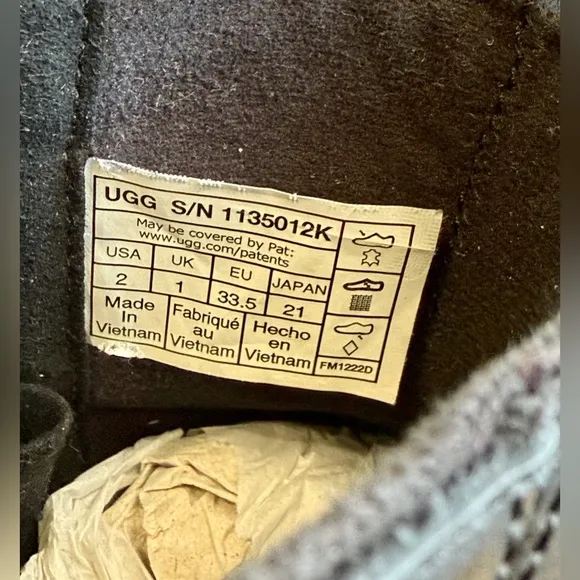 UGG S/N 1135012K
May be covered by Pat:
www.ugg.com/patents
USA UK EU JAPAN
2 1 33.5 21
Made In Vietnam
Fabriqué au Vietnam
Hecho en Vietnam
FM1222D